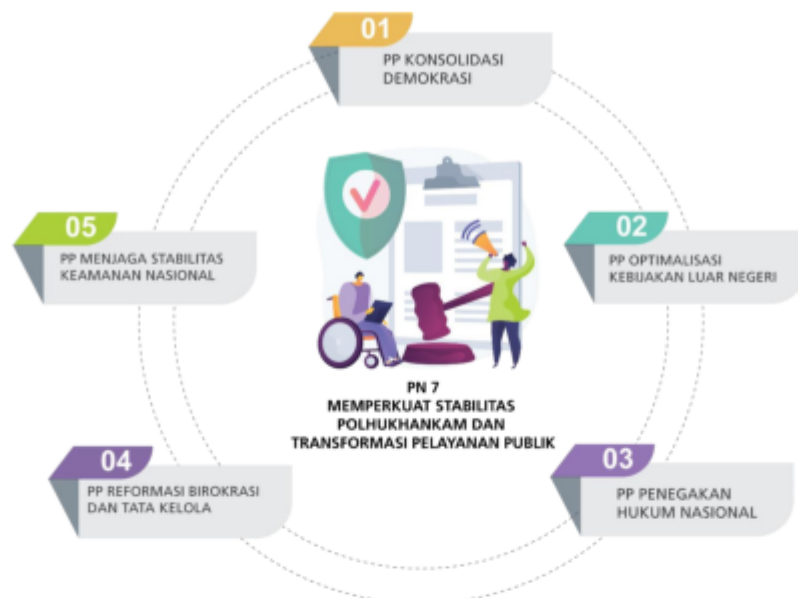 01
PP KONSOLIDASI
DEMOKRASI
02
PP OPTIMALISASI
KEBIJAKAN LUAR NEGERI
03
PP PENEGAKAN
HUKUM NASIONAL
04
PP REFORMASI BIROKRASI
DAN TATA KELOLA
05
PP MENJAGA STABILITAS
KEAMANAN NASIONAL
PN 7
MEMPERKUAT STABILITAS
POLHUKHANKAM DAN
TRANSFORMASI PELAYANAN PUBLIK